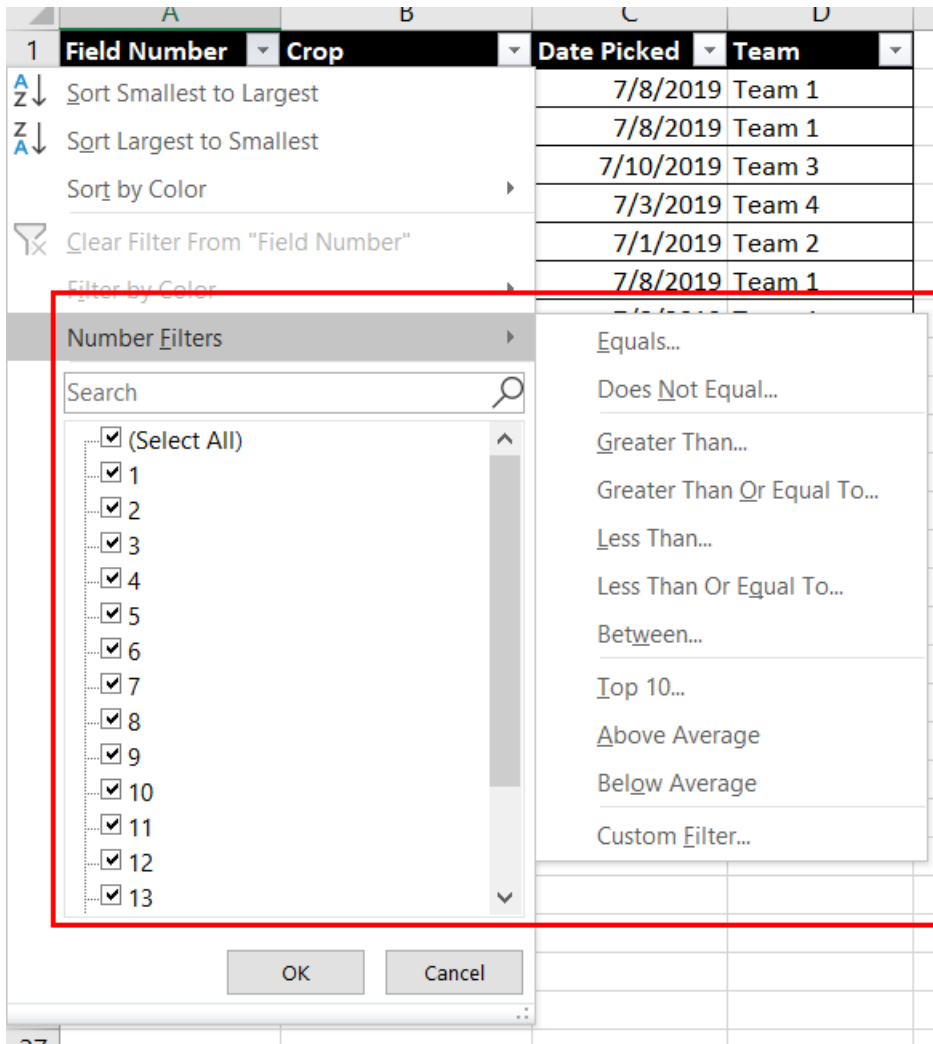 A B C D
1 Field Number Crop Date Picked Team
Sort Smallest to Largest
7/8/2019 Team 1
Sort Largest to Smallest
7/8/2019 Team 1
7/10/2019 Team 3
Sort by Color
7/3/2019 Team 4
Clear Filter From "Field Number"
7/1/2019 Team 2
Filter by Color
7/8/2019 Team 1
Number Filters
Search
(Select All)
1
2
3
4
5
6
7
8
9
10
11
12
13
OK Cancel
Equals...
Does Not Equal...
Greater Than...
Greater Than Or Equal To...
Less Than...
Less Than Or Equal To...
Between...
Top 10...
Above Average
Below Average
Custom Filter...
27